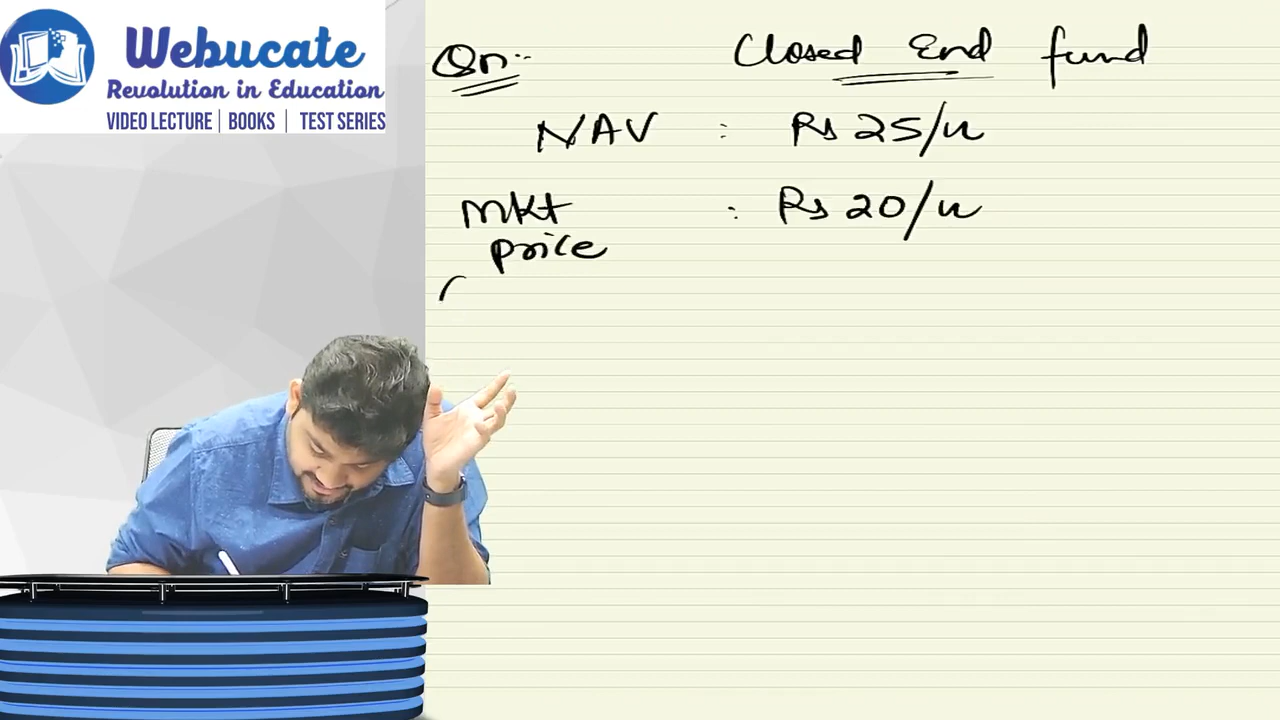 Webucate
Revolution in Education
VIDEO LECTURE | BOOKS | TEST SERIES
Qn:- Closed End fund
NAV : Rs 25/u
Mkt price : Rs 20/u
(